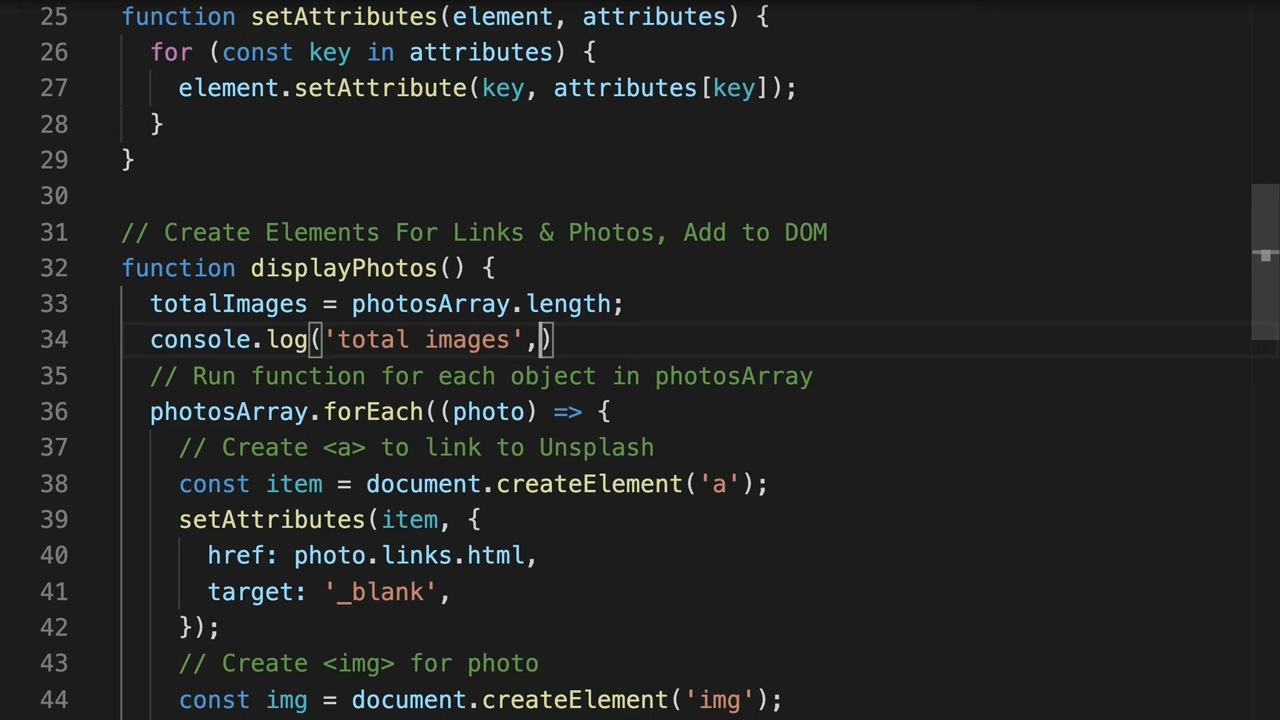 25 function setAttributes(element, attributes) {
26 for (const key in attributes) {
27 element.setAttribute(key, attributes[key]);
28 }
29 }
30
31 // Create Elements For Links & Photos, Add to DOM
32 function displayPhotos() {
33 totalImages = photosArray.length;
34 console.log('total images',)
35 // Run function for each object in photosArray
36 photosArray.forEach((photo) => {
37 // Create <a> to link to Unsplash
38 const item = document.createElement('a');
39 setAttributes(item, {
40 href: photo.links.html,
41 target: '_blank',
42 });
43 // Create <img> for photo
44 const img = document.createElement('img');